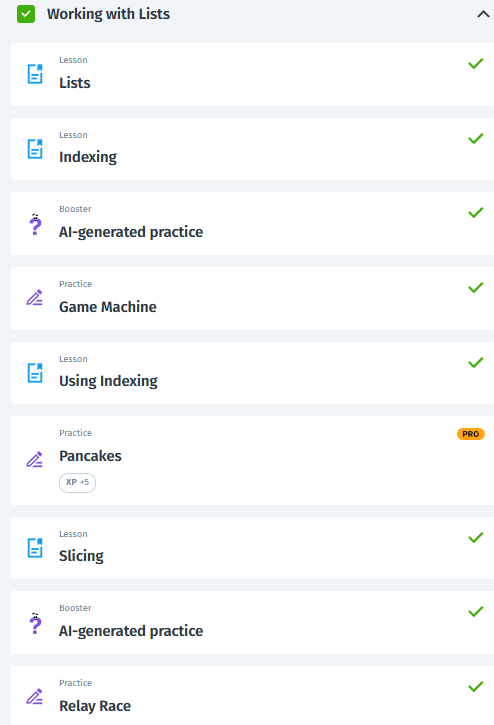 Working with Lists
Lesson
Lists
Lesson
Indexing
Booster
AI-generated practice
Practice
Game Machine
Lesson
Using Indexing
Practice
PRO
Pancakes
XP +5
Lesson
Slicing
Booster
AI-generated practice
Practice
Relay Race